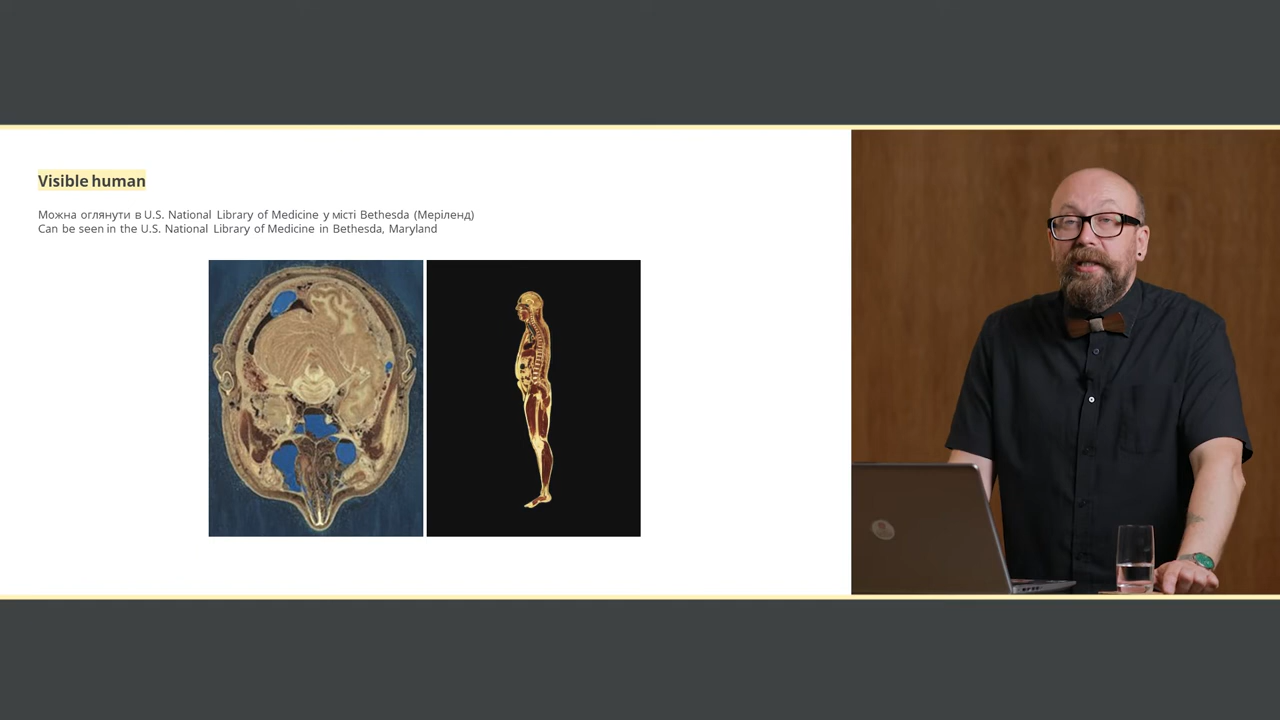 Visible human
Можна оглянути в U.S. National Library of Medicine у місті Bethesda (Меріленд)
Can be seen in the U.S. National Library of Medicine in Bethesda, Maryland